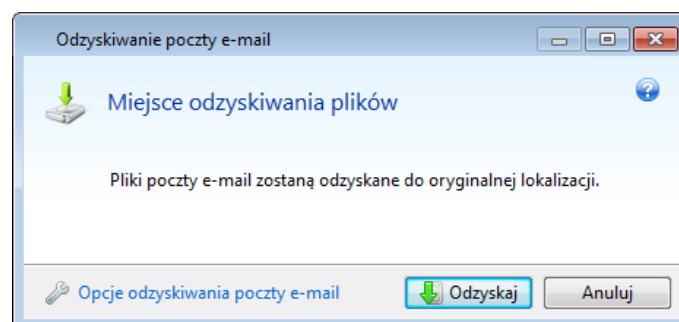 Odzyskiwanie poczty e-mail
Miejsce odzyskiwania plików
Pliki poczty e-mail zostaną odzyskane do oryginalnej lokalizacji.
Opcje odzyskiwania poczty e-mail
Odzyskaj
Anuluj